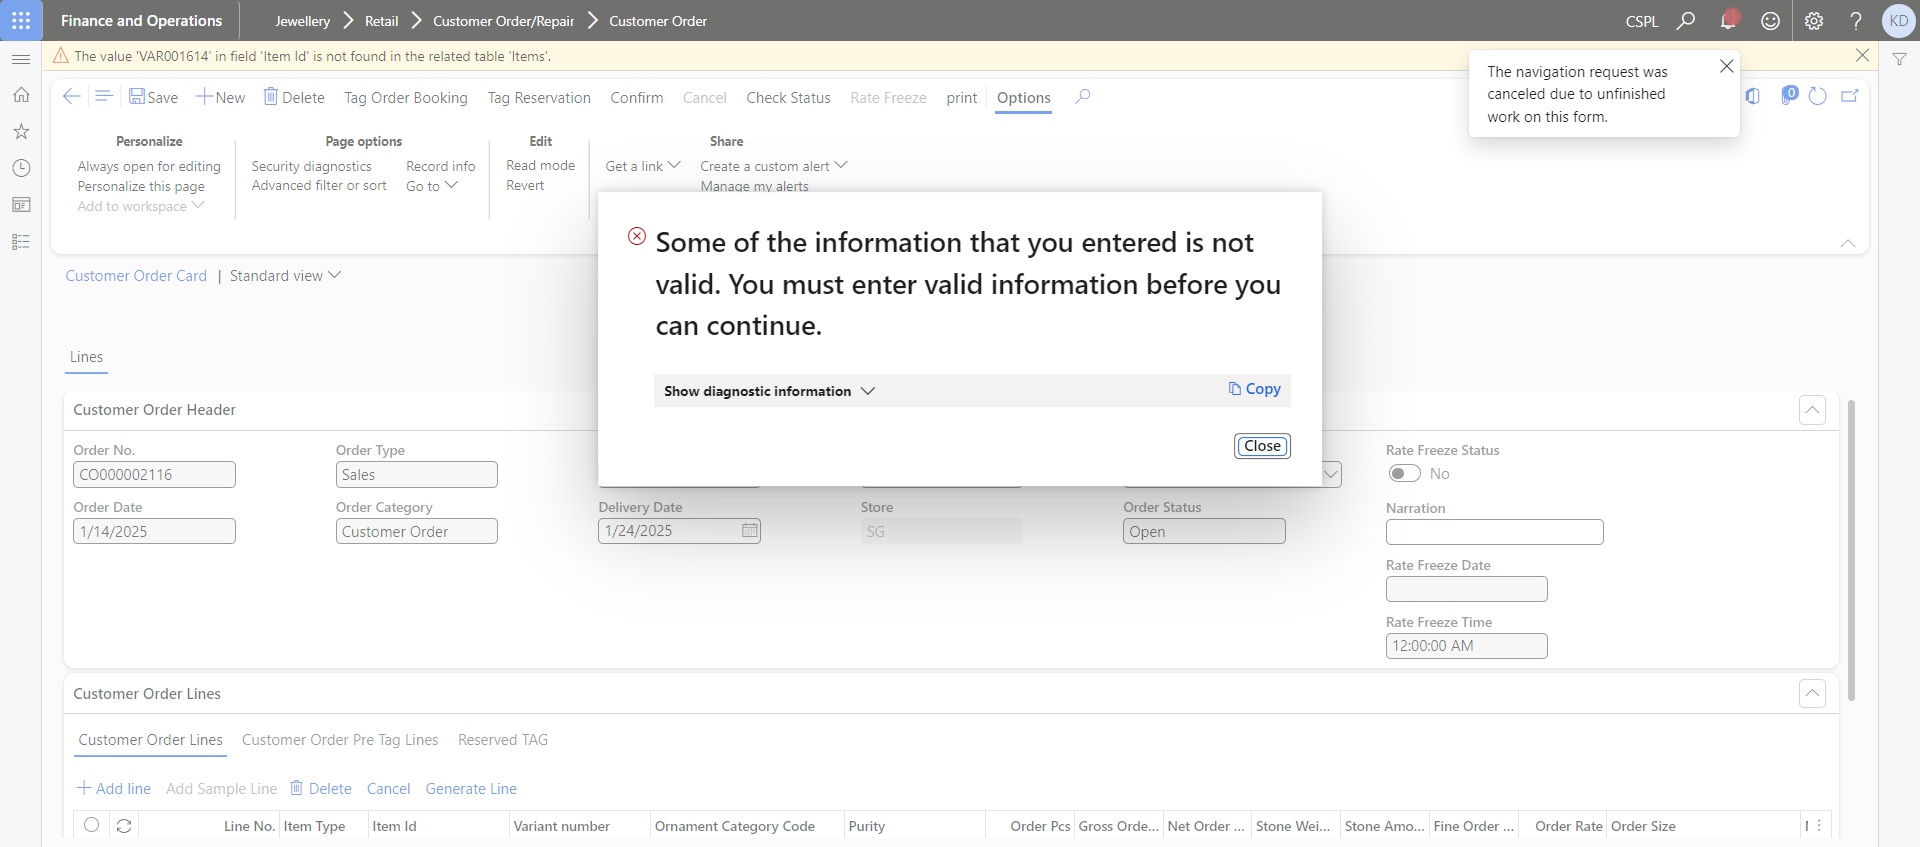 Finance and Operations
Jewellery Retail Customer Order/Repair Customer Order
CSPL
KD
The value 'VAR001614' in field 'Item Id' is not found in the related table 'Items'.
The navigation request was
canceled due to unfinished
work on this form.
Save New Delete Tag Order Booking Tag Reservation Confirm Cancel Check Status Rate Freeze print Options
0
Personalize
Always open for editing
Personalize this page
Add to workspace
Page options
Security diagnostics
Advanced filter or sort
Record info
Go to
Edit
Read mode
Revert
Get a link
Share
Create a custom alert
Manage my alerts
Some of the information that you entered is not
valid. You must enter valid information before you
can continue.
Show diagnostic information
Copy
Close
Customer Order Card | Standard view
Lines
Customer Order Header
Order No.
CO000002116
Order Type
Sales
Rate Freeze Status
No
Order Date
1/14/2025
Order Category
Customer Order
Delivery Date
1/24/2025
Store
SG
Order Status
Open
Narration
Rate Freeze Date
Rate Freeze Time
12:00:00 AM
Customer Order Lines
Customer Order Lines Customer Order Pre Tag Lines Reserved TAG
Add line Add Sample Line Delete Cancel Generate Line
Line No. Item Type Item Id Variant number Ornament Category Code Purity Order Pcs Gross Orde... Net Order ... Stone Wei... Stone Amo... Fine Order ... Order Rate Order Size